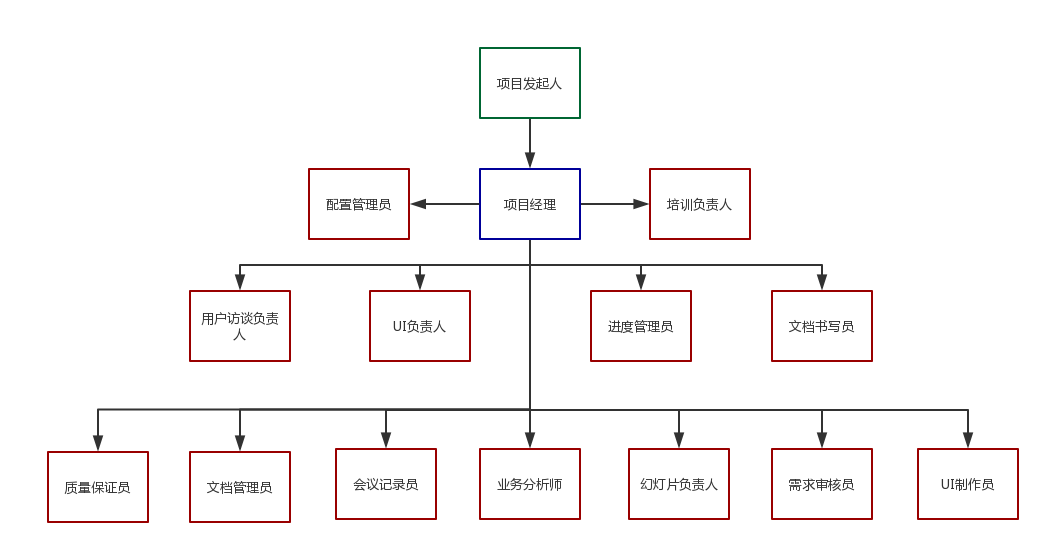 项目发起人
配置管理员
项目经理
培训负责人
用户访谈负责
人
UI负责人
进度管理员
文档书写员
质量保证员
文档管理员
会议记录员
业务分析师
幻灯片负责人
需求审核员
UI制作员